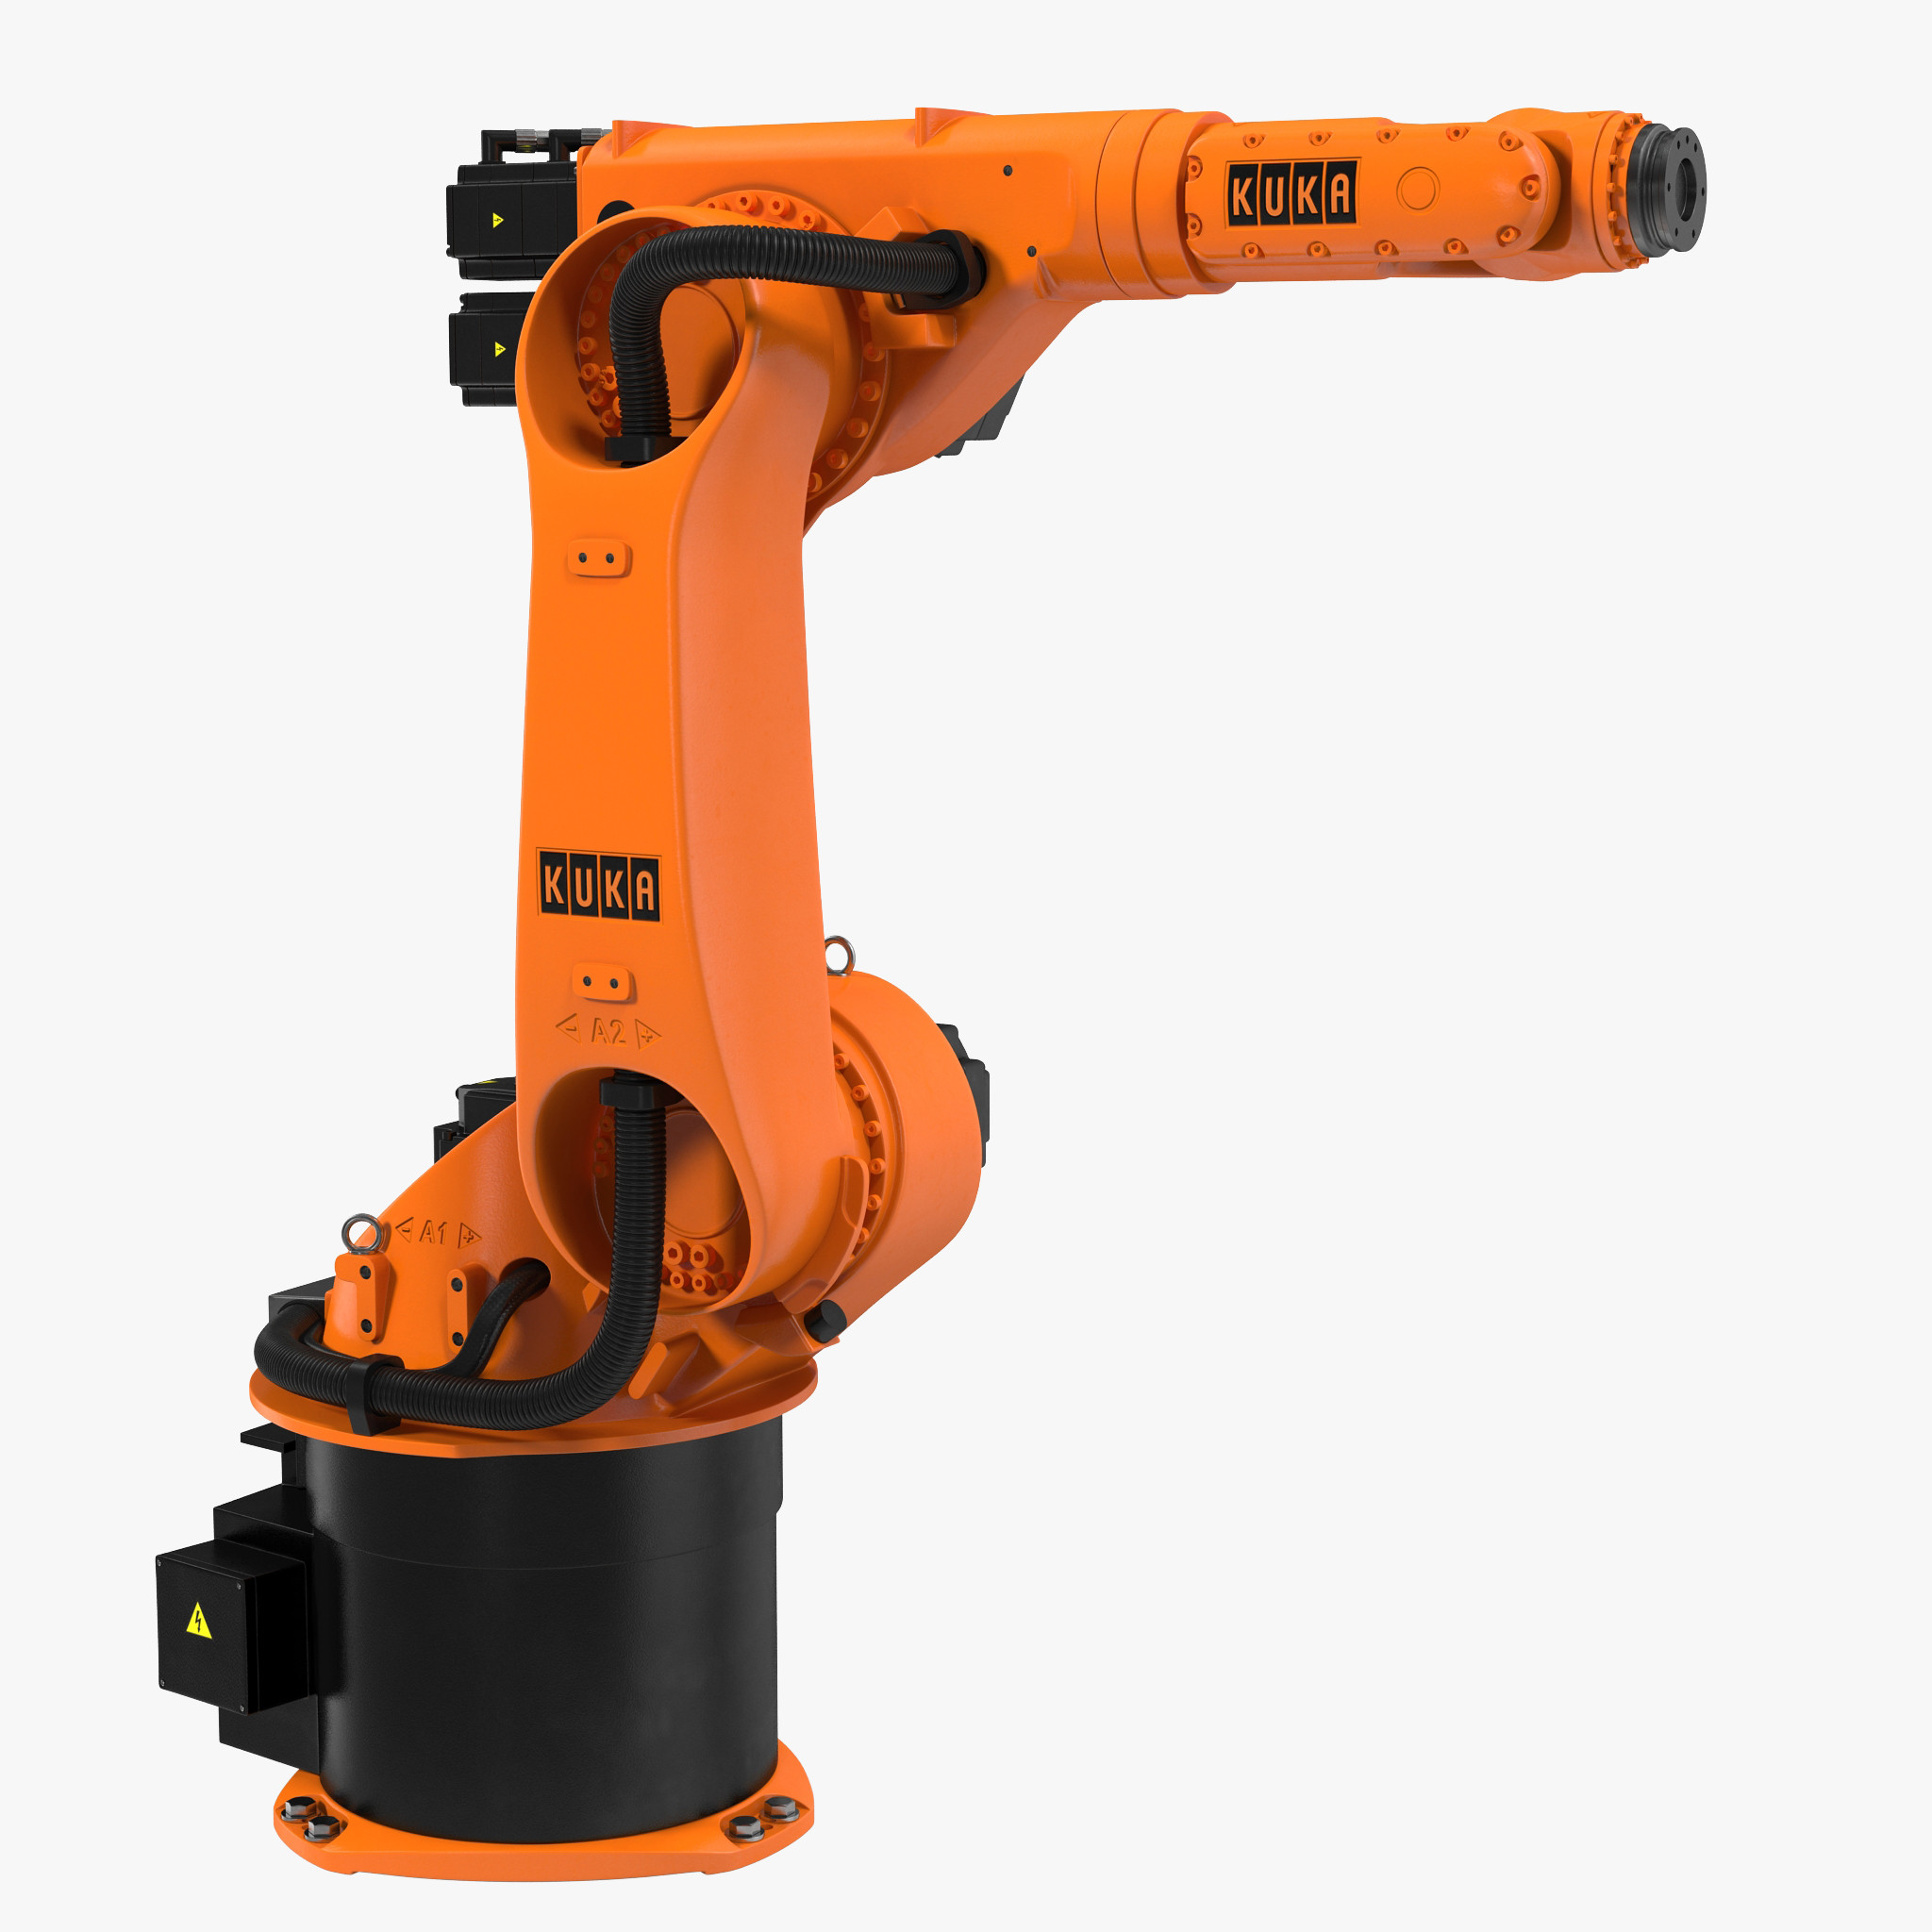 KUKA
KUKA
- A2 +
- A1 +